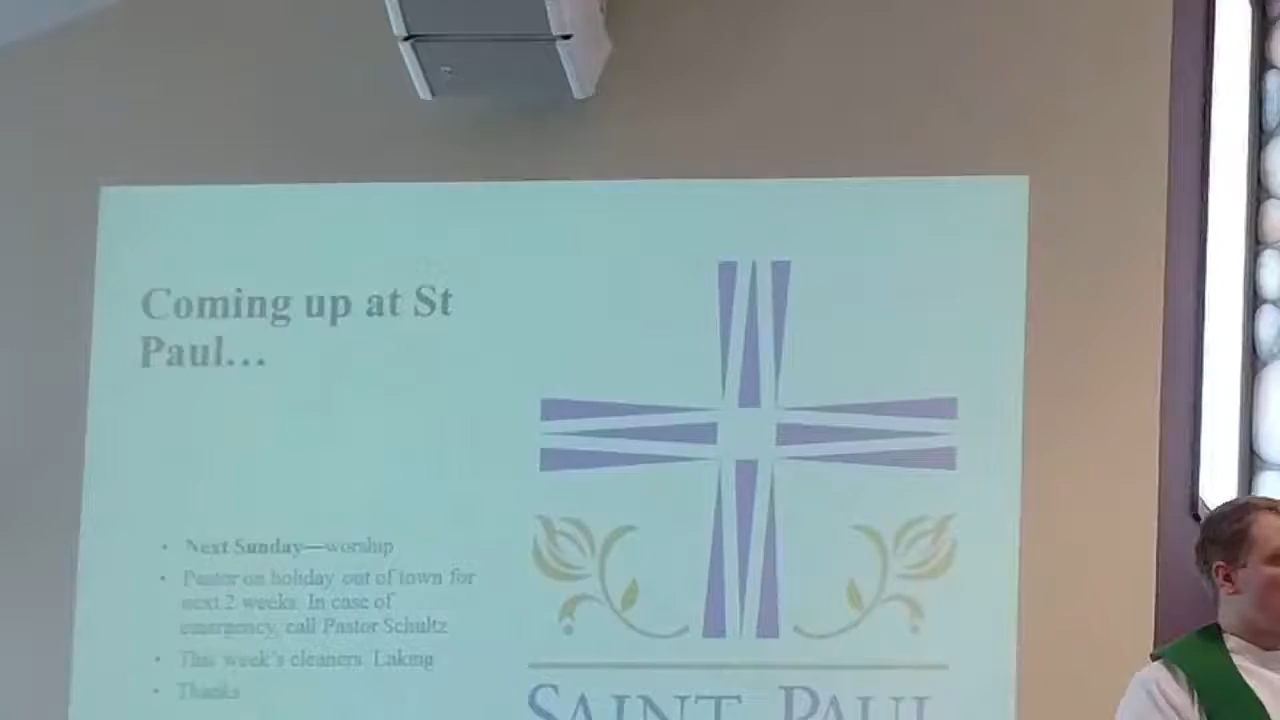 Coming up at St
Paul...
• Next Sunday—worship
• Pastor on holiday out of town for
next 2 weeks. In case of
emergency, call Pastor Schultz
• This week's cleaners: Laking
• Thanks
SAINT PAUL